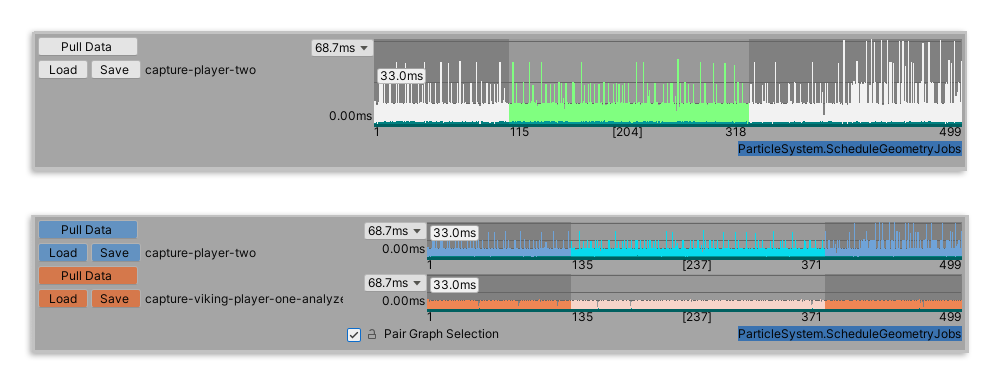 Pull Data
68.7ms
Load Save capture-player-two
33.0ms
0.00ms
1 115 [204] 318 499
ParticleSystem.ScheduleGeometryJobs
Pull Data
68.7ms 33.0ms
Load Save capture-player-two 0.00ms
1 135 [237] 371 499
Pull Data
68.7ms 33.0ms
Load Save capture-viking-player-one-analyze 0.00ms
1 135 [237] 371 499
Pair Graph Selection ParticleSystem.ScheduleGeometryJobs